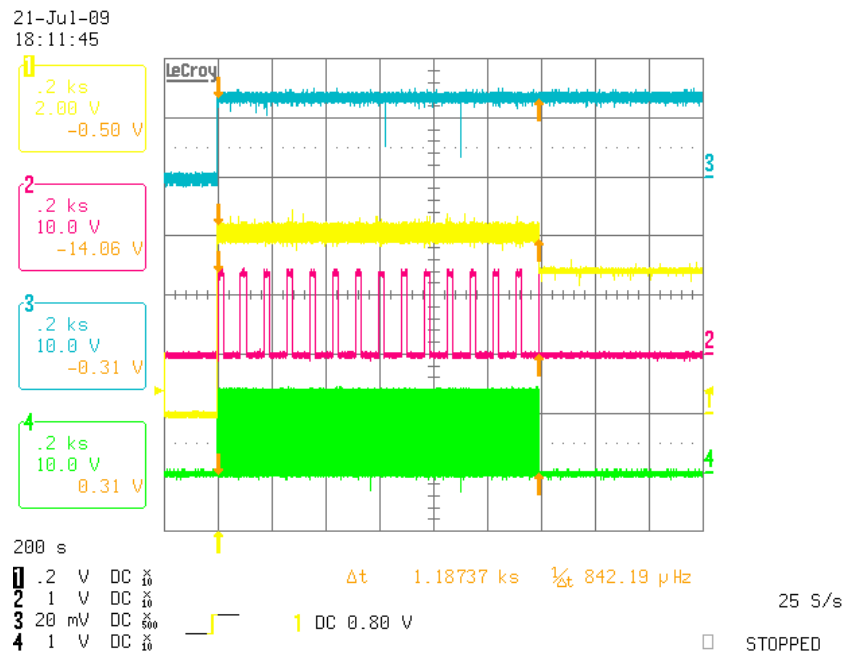 21-Jul-09
18:11:45
LeCroy
1
.2 ks
2.00 V
-0.50 V
2
.2 ks
10.0 V
-14.06 V
3
.2 ks
10.0 V
-0.31 V
4
.2 ks
10.0 V
0.31 V
3
2
4
200 s
1 .2 V DC X10
2 1 V DC X10
3 20 mV DC X500
4 1 V DC X10
Δt 1.18737 ks 1/Δt 842.19 µHz
1 DC 0.80 V
25 S/s
STOPPED